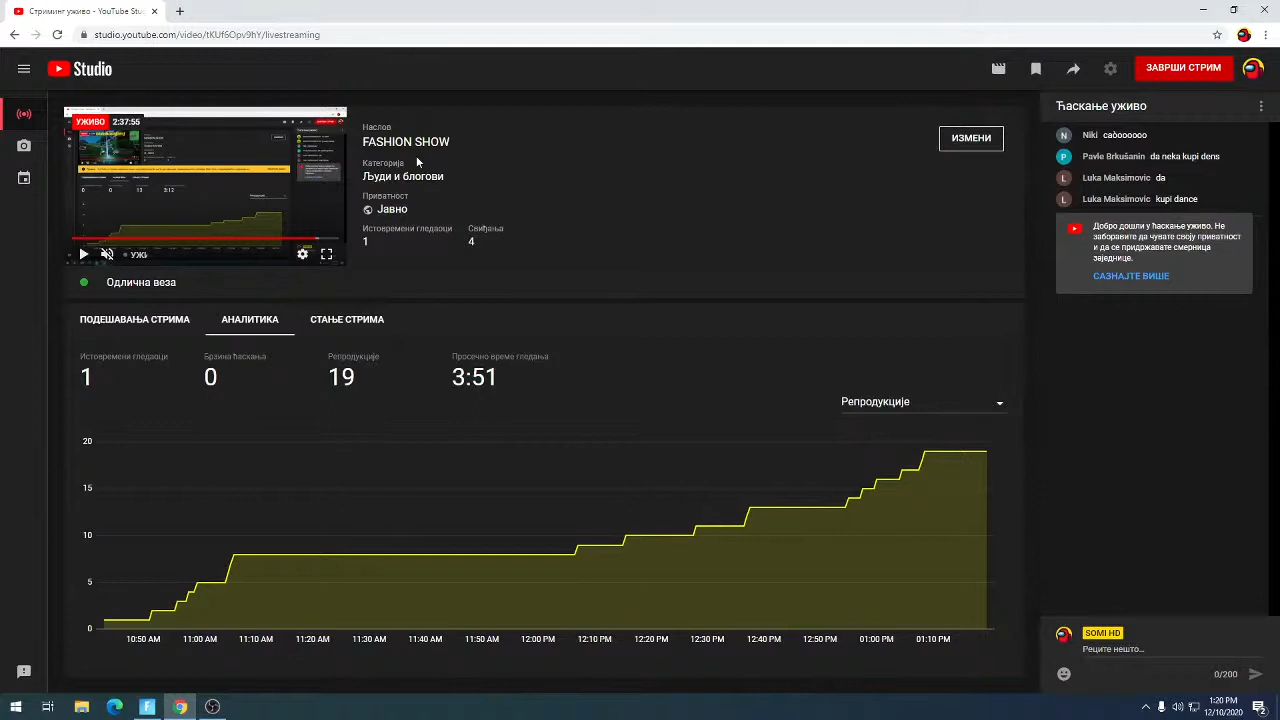 Стриминг уживо - YouTube Stu
studio.youtube.com/video/tKUf6Opv9hY/livestreaming
Studio
ЗАВРШИ СТРИМ
УЖИВО 2:37:55
Наслов
FASHION SHOW
Категорија
Људи и блогови
Приватност
Јавно
Истовремени гледаоци Свиђања
1 4
ИЗМЕНИ
Одлична веза
ПОДЕШАВАЊА СТРИМА АНАЛИТИКА СТАЊЕ СТРИМА
Истовремени гледаоци Брзина ћаскања Репродукције Просечно време гледања
1 0 19 3:51
Репродукције
20
15
10
5
0
10:50 AM 11:00 AM 11:10 AM 11:20 AM 11:30 AM 11:40 AM 11:50 AM 12:00 PM 12:10 PM 12:20 PM 12:30 PM 12:40 PM 12:50 PM 01:00 PM 01:10 PM
Ћаскање уживо
N Niki caboooooo
P Pavle Brkusanin da neki skip dens
L Luka Maksimovic da
L Luka Maksimovic kupi dance
Добро дошли у ћаскање уживо. Не
заборавите да чувате своју приватност
и да се придржавате смерница
заједнице.
САЗНАЈТЕ ВИШЕ
SOMI HD
Реците нешто...
0/200
1:20 PM
12/10/2020
2